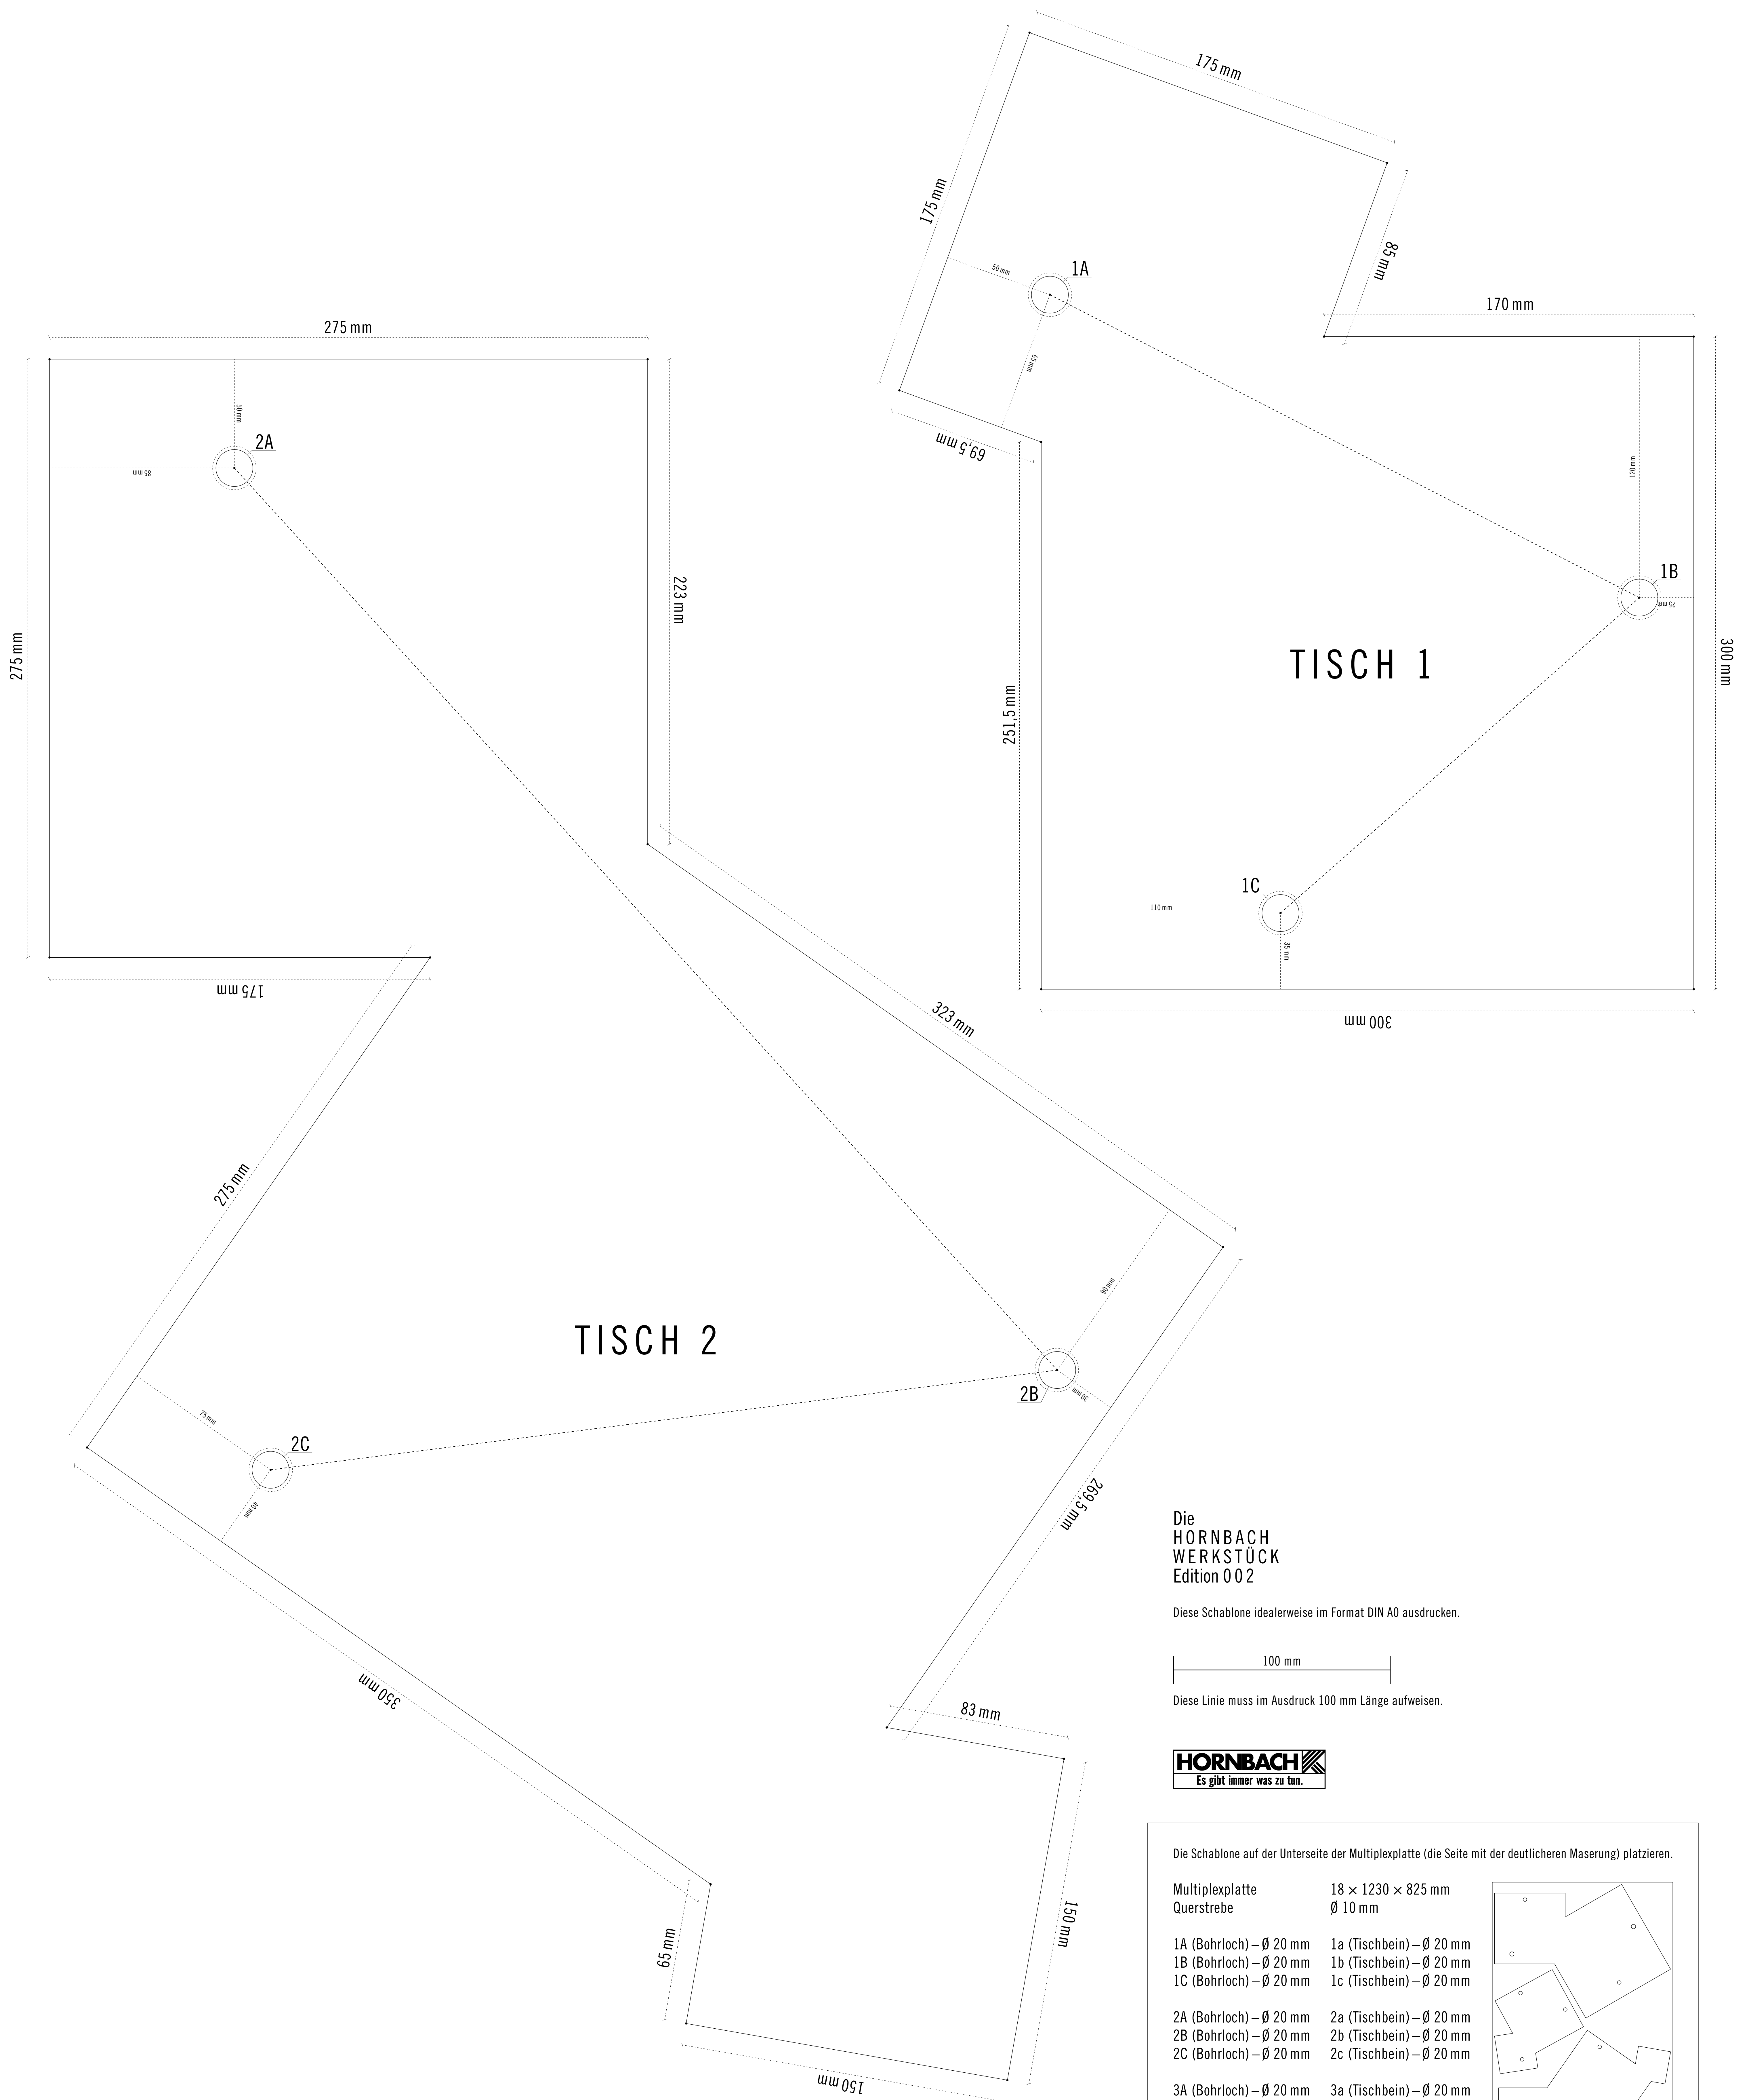 175 mm
175 mm
85 mm
50 mm
1A
65 mm
69,5 mm
170 mm
120 mm
1B
25 mm
300 mm
TISCH 1
251,5 mm
1C
110 mm
35 mm
300 mm
275 mm
50 mm
2A
85 mm
223 mm
275 mm
175 mm
323 mm
275 mm
90 mm
TISCH 2
2B
30 mm
75 mm
2C
40 mm
269,5 mm
350 mm
83 mm
65 mm
150 mm
150 mm
Die
HORNBACH
WERKSTÜCK
Edition 002
Diese Schablone idealerweise im Format DIN A0 ausdrucken.
100 mm
Diese Linie muss im Ausdruck 100 mm Länge aufweisen.
HORNBACH
Es gibt immer was zu tun.
Die Schablone auf der Unterseite der Multiplexplatte (die Seite mit der deutlicheren Maserung) platzieren.
Multiplexplatte 18 × 1230 × 825 mm
Querstrebe Ø 10 mm
1A (Bohrloch) – Ø 20 mm 1a (Tischbein) – Ø 20 mm
1B (Bohrloch) – Ø 20 mm 1b (Tischbein) – Ø 20 mm
1C (Bohrloch) – Ø 20 mm 1c (Tischbein) – Ø 20 mm
2A (Bohrloch) – Ø 20 mm 2a (Tischbein) – Ø 20 mm
2B (Bohrloch) – Ø 20 mm 2b (Tischbein) – Ø 20 mm
2C (Bohrloch) – Ø 20 mm 2c (Tischbein) – Ø 20 mm
3A (Bohrloch) – Ø 20 mm 3a (Tischbein) – Ø 20 mm